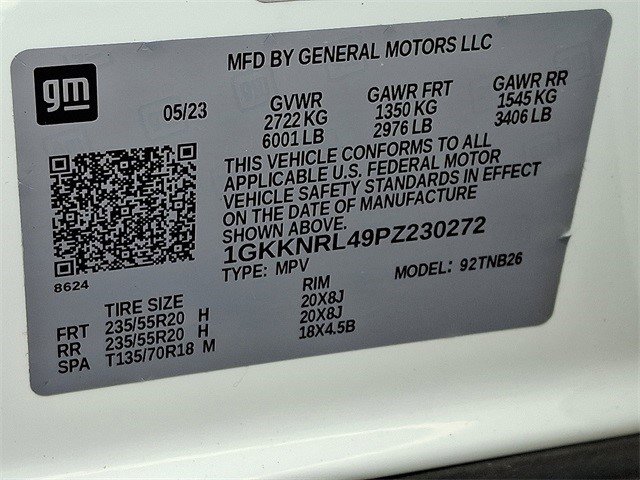 MFD BY GENERAL MOTORS LLC
gm
05/23
GVWR GAWR FRT GAWR RR
2722 KG 1350 KG 1545 KG
6001 LB 2976 LB 3406 LB
THIS VEHICLE CONFORMS TO ALL
APPLICABLE U.S. FEDERAL MOTOR
VEHICLE SAFETY STANDARDS IN EFFECT
ON THE DATE OF MANUFACTURE
SHOWN ABOVE.
1GKKNRL49PZ230272
TYPE: MPV MODEL: 92TNB26
8624
TIRE SIZE RIM
FRT 235/55R20 H 20X8J
RR 235/55R20 H 20X8J
SPA T135/70R18 M 18X4.5B